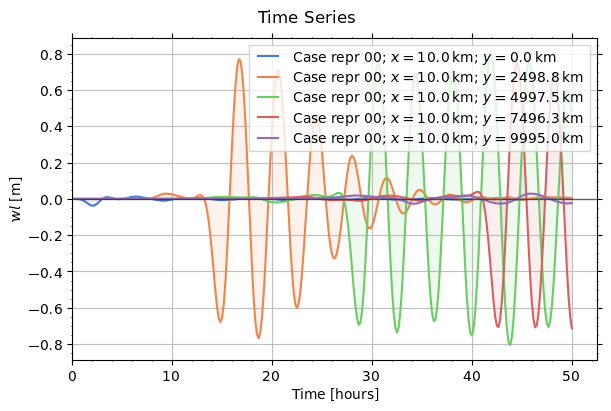 Time Series
Case repr 00; x = 10.0 km; y = 0.0 km
Case repr 00; x = 10.0 km; y = 2498.8 km
Case repr 00; x = 10.0 km; y = 4997.5 km
Case repr 00; x = 10.0 km; y = 7496.3 km
Case repr 00; x = 10.0 km; y = 9995.0 km
wl [m]
0.8
0.6
0.4
0.2
0.0
−0.2
−0.4
−0.6
−0.8
0 10 20 30 40 50
Time [hours]